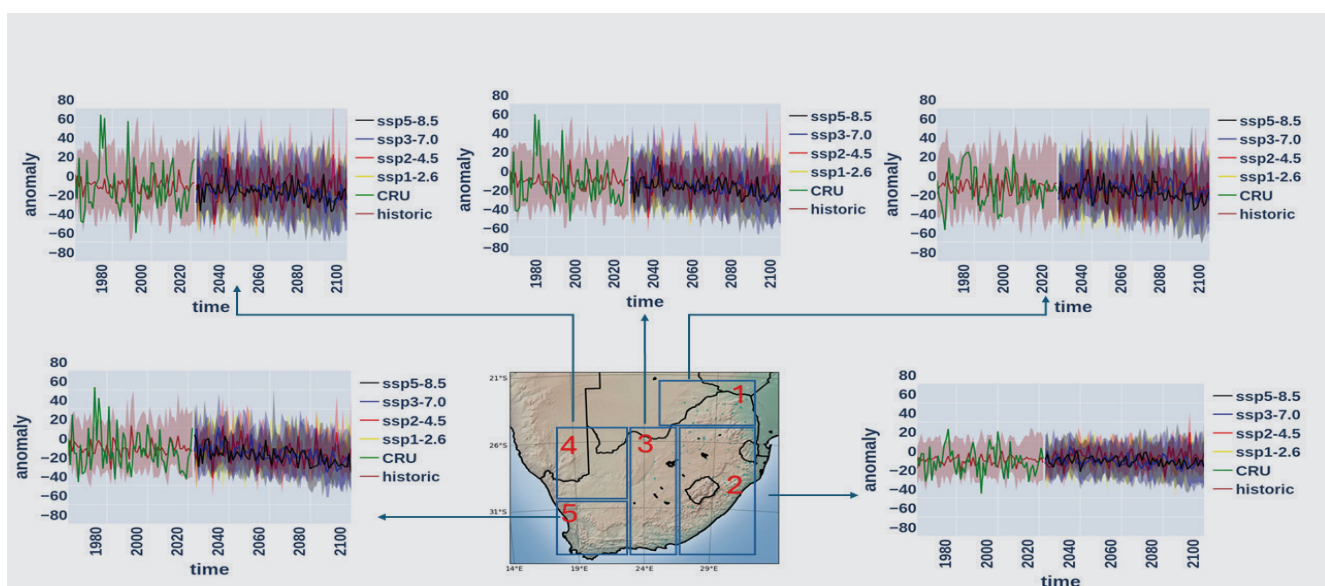 80
60
40
20
0
−20
−40
−60
−80
anomaly
1980
2000
2020
2040
2060
2080
2100
time
ssp5-8.5
ssp3-7.0
ssp2-4.5
ssp1-2.6
CRU
historic
80
60
40
20
0
−20
−40
−60
−80
anomaly
1980
2000
2020
2040
2060
2080
2100
time
ssp5-8.5
ssp3-7.0
ssp2-4.5
ssp1-2.6
CRU
historic
80
60
40
20
0
−20
−40
−60
−80
anomaly
1980
2000
2020
2040
2060
2080
2100
time
ssp5-8.5
ssp3-7.0
ssp2-4.5
ssp1-2.6
CRU
historic
80
60
40
20
0
−20
−40
−60
−80
anomaly
1980
2000
2020
2040
2060
2080
2100
time
ssp5-8.5
ssp3-7.0
ssp2-4.5
ssp1-2.6
CRU
historic
21°S
26°S
31°S
14°E
19°E
24°E
29°E
1
4
3
2
5
80
60
40
20
0
−20
−40
−60
−80
anomaly
1980
2000
2020
2040
2060
2080
2100
time
ssp5-8.5
ssp3-7.0
ssp2-4.5
ssp1-2.6
CRU
historic